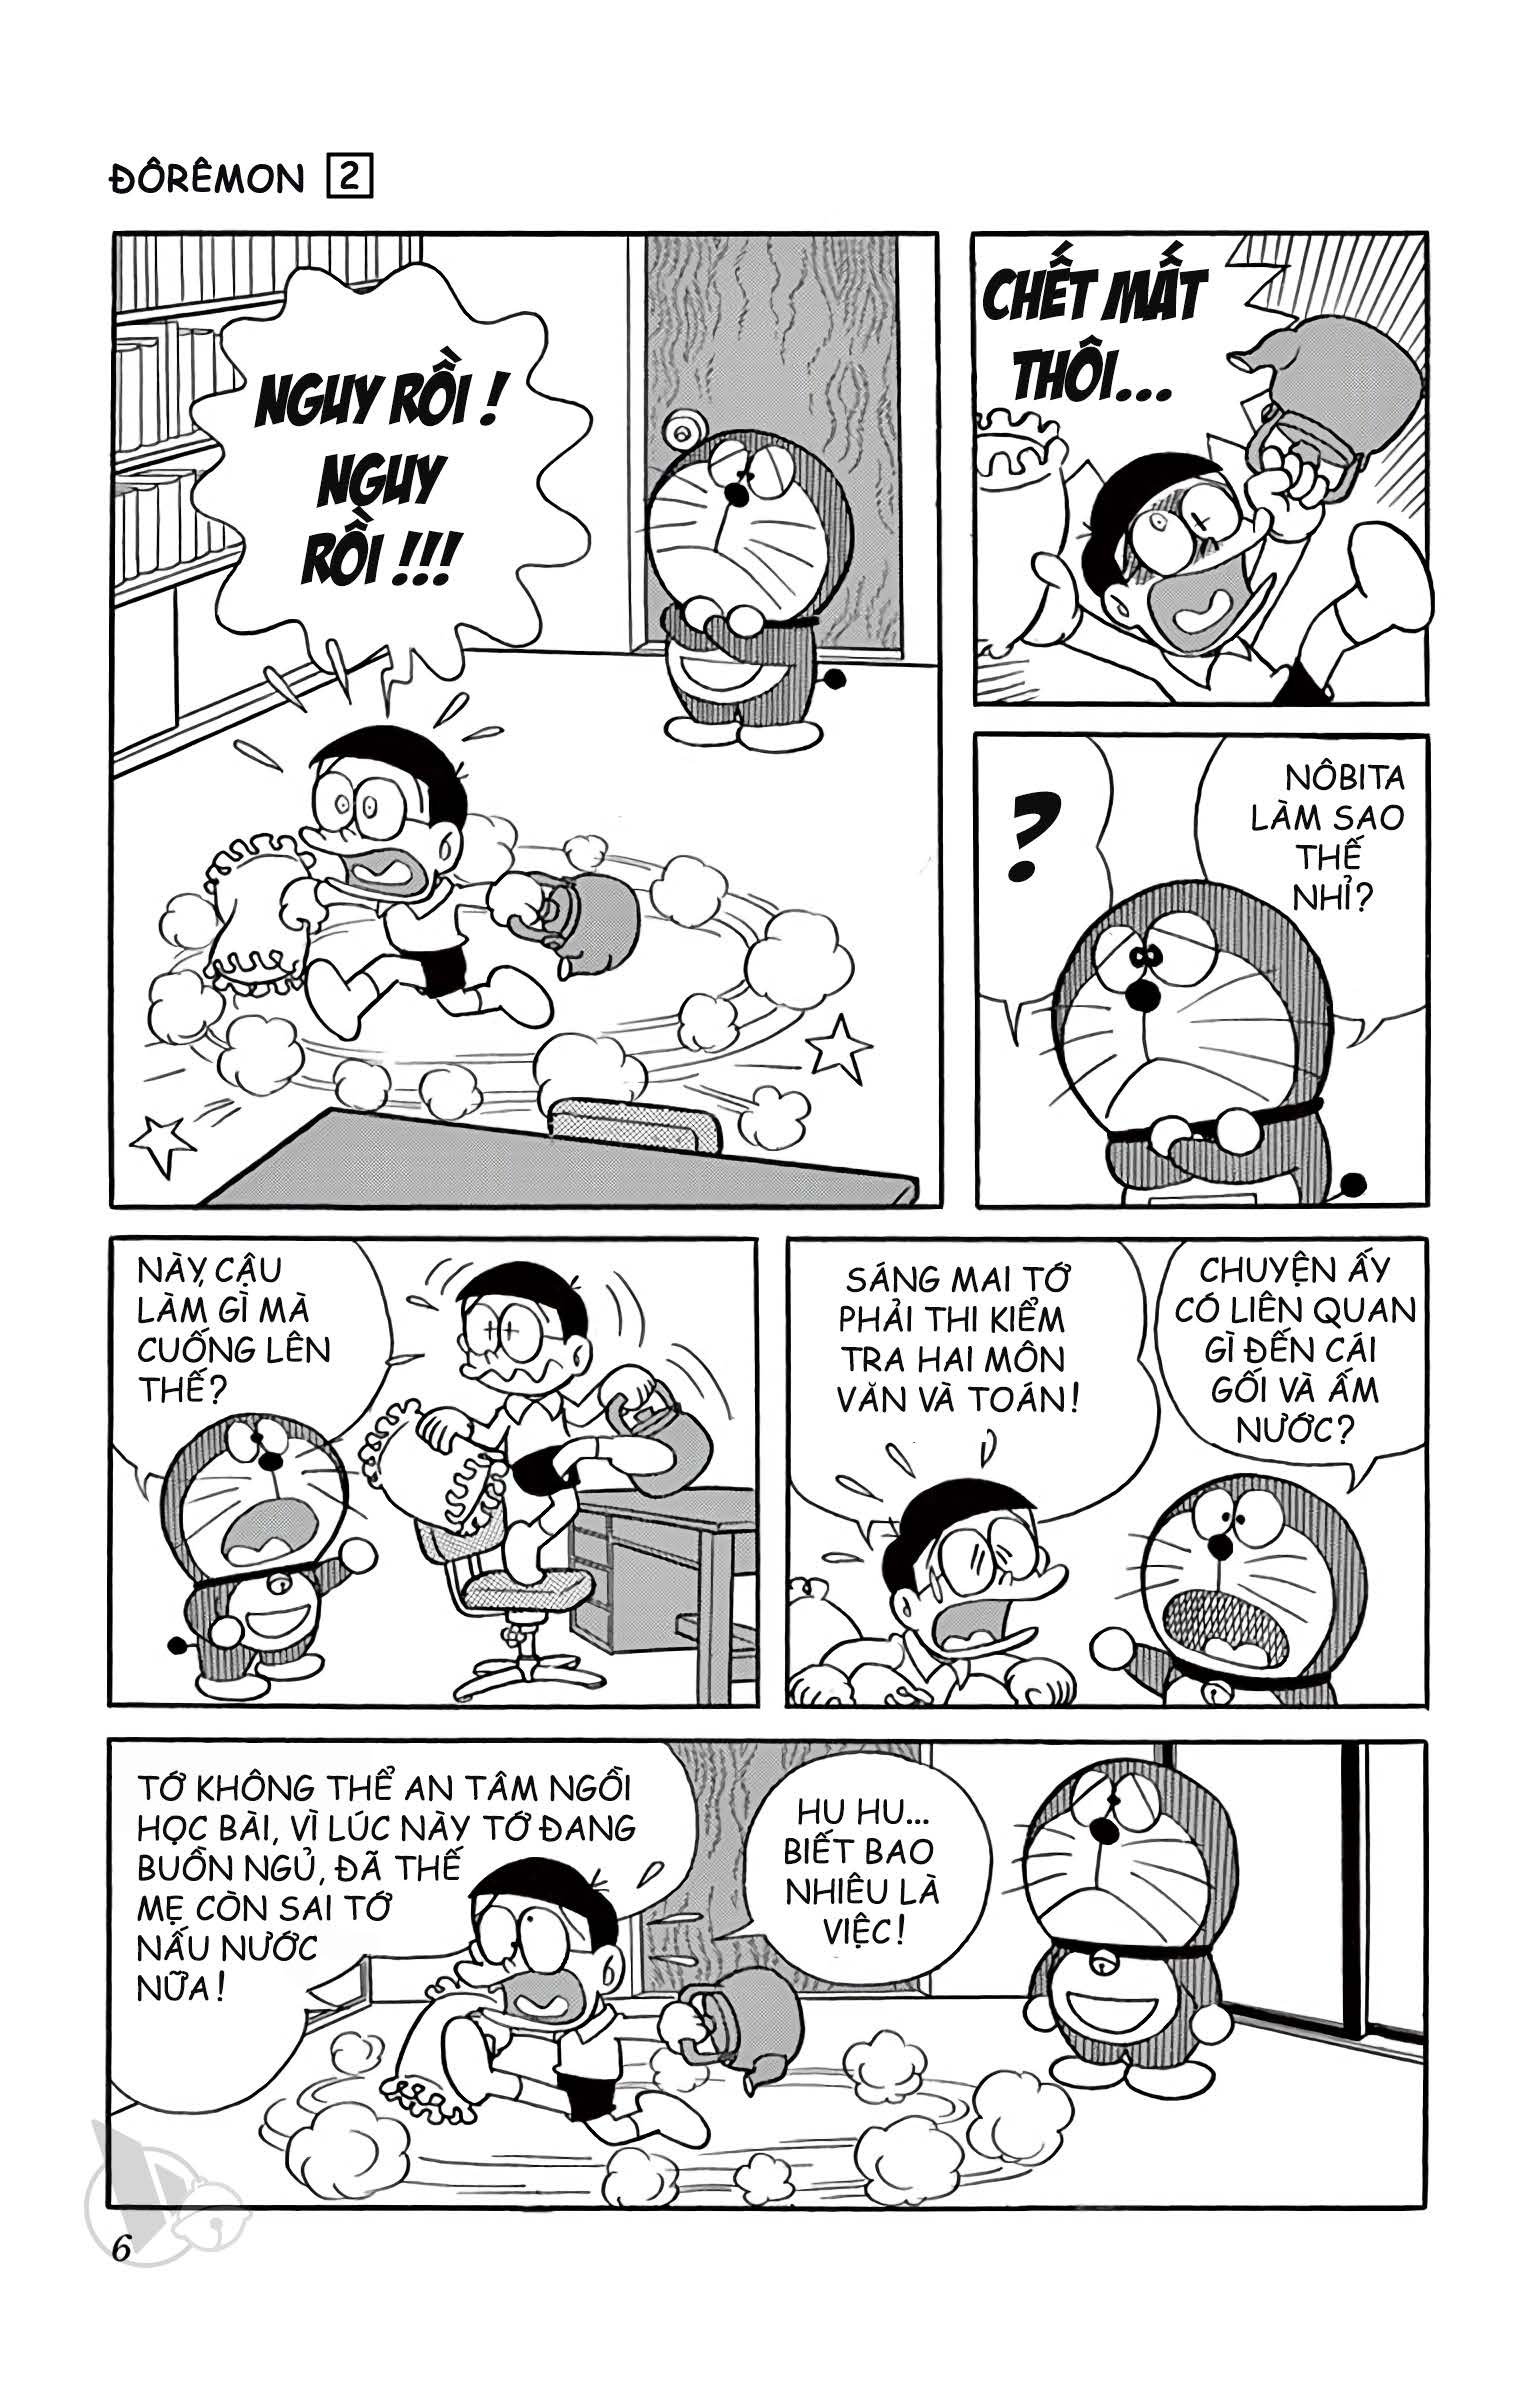 ĐÔRÊMON 2
NGUY RỒI !
NGUY
RỒI !!!
CHẾT MẤT
THÔI...
?
NÔBITA
LÀM SAO
THẾ
NHỈ?
NÀY, CẬU
LÀM GÌ MÀ
CUỐNG LÊN
THẾ?
SÁNG MAI TỚ
PHẢI THI KIỂM
TRA HAI MÔN
VĂN VÀ TOÁN!
CHUYỆN ẤY
CÓ LIÊN QUAN
GÌ ĐẾN CÁI
GỐI VÀ ẤM
NƯỚC?
TỚ KHÔNG THỂ AN TÂM NGỒI
HỌC BÀI, VÌ LÚC NÀY TỚ ĐANG
BUỒN NGỦ, ĐÃ THẾ
MẸ CÒN SAI TỚ
NẤU NƯỚC
NỮA!
HU HU...
BIẾT BAO
NHIÊU LÀ
VIỆC!
6